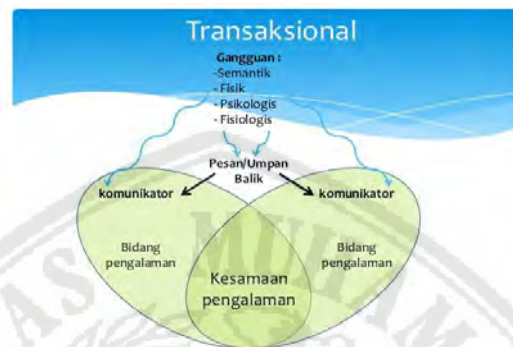 Transaksional
Gangguan :
-Semantik
- Fisik
- Psikologis
- Fisiologis
Pesan/Umpan
Balik
komunikator
komunikator
Bidang
pengalaman
Bidang
pengalaman
Kesamaan
pengalaman